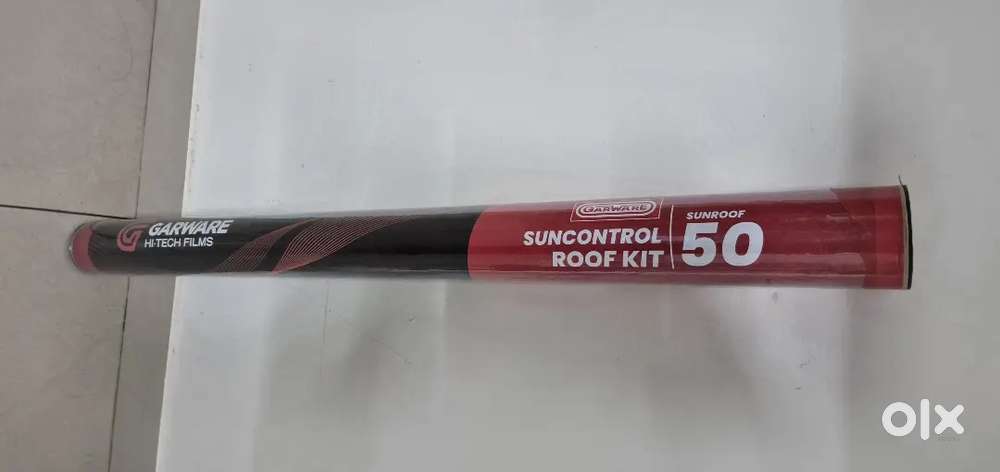 GARWARE
HI-TECH FILMS
GARWARE
SUNCONTROL
ROOF KIT
SUNROOF
50
olx